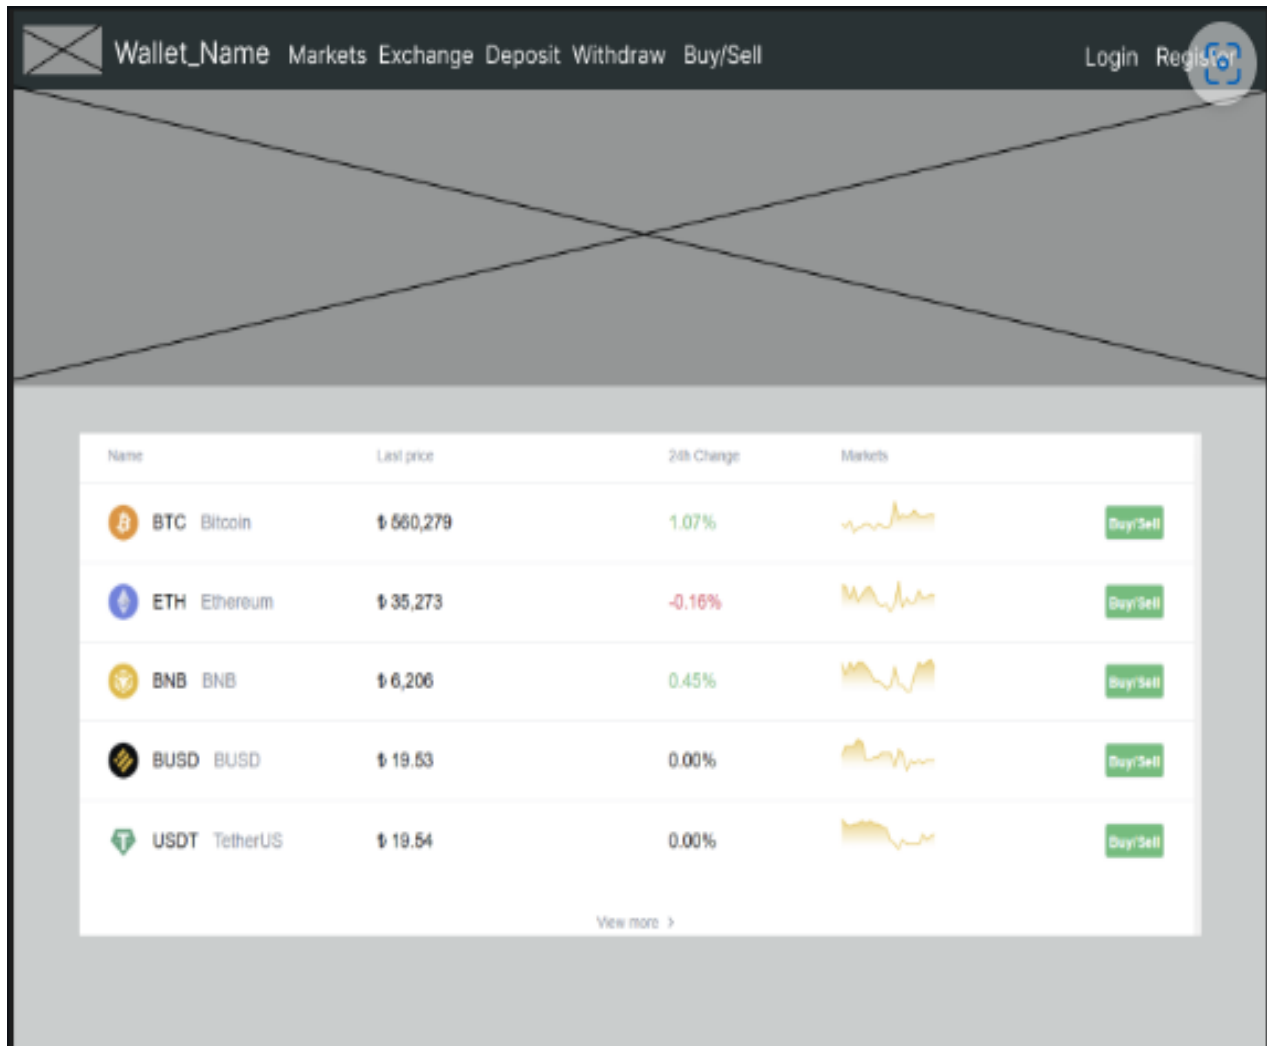 Wallet_Name Markets Exchange Deposit Withdraw Buy/Sell Login Register
Name Last price 24h Change Markets
BTC Bitcoin ₺ 560,279 1.07% Buy/Sell
ETH Ethereum ₺ 35,273 -0.16% Buy/Sell
BNB BNB ₺ 6,206 0.45% Buy/Sell
BUSD BUSD ₺ 19.53 0.00% Buy/Sell
USDT TetherUS ₺ 19.54 0.00% Buy/Sell
View more >